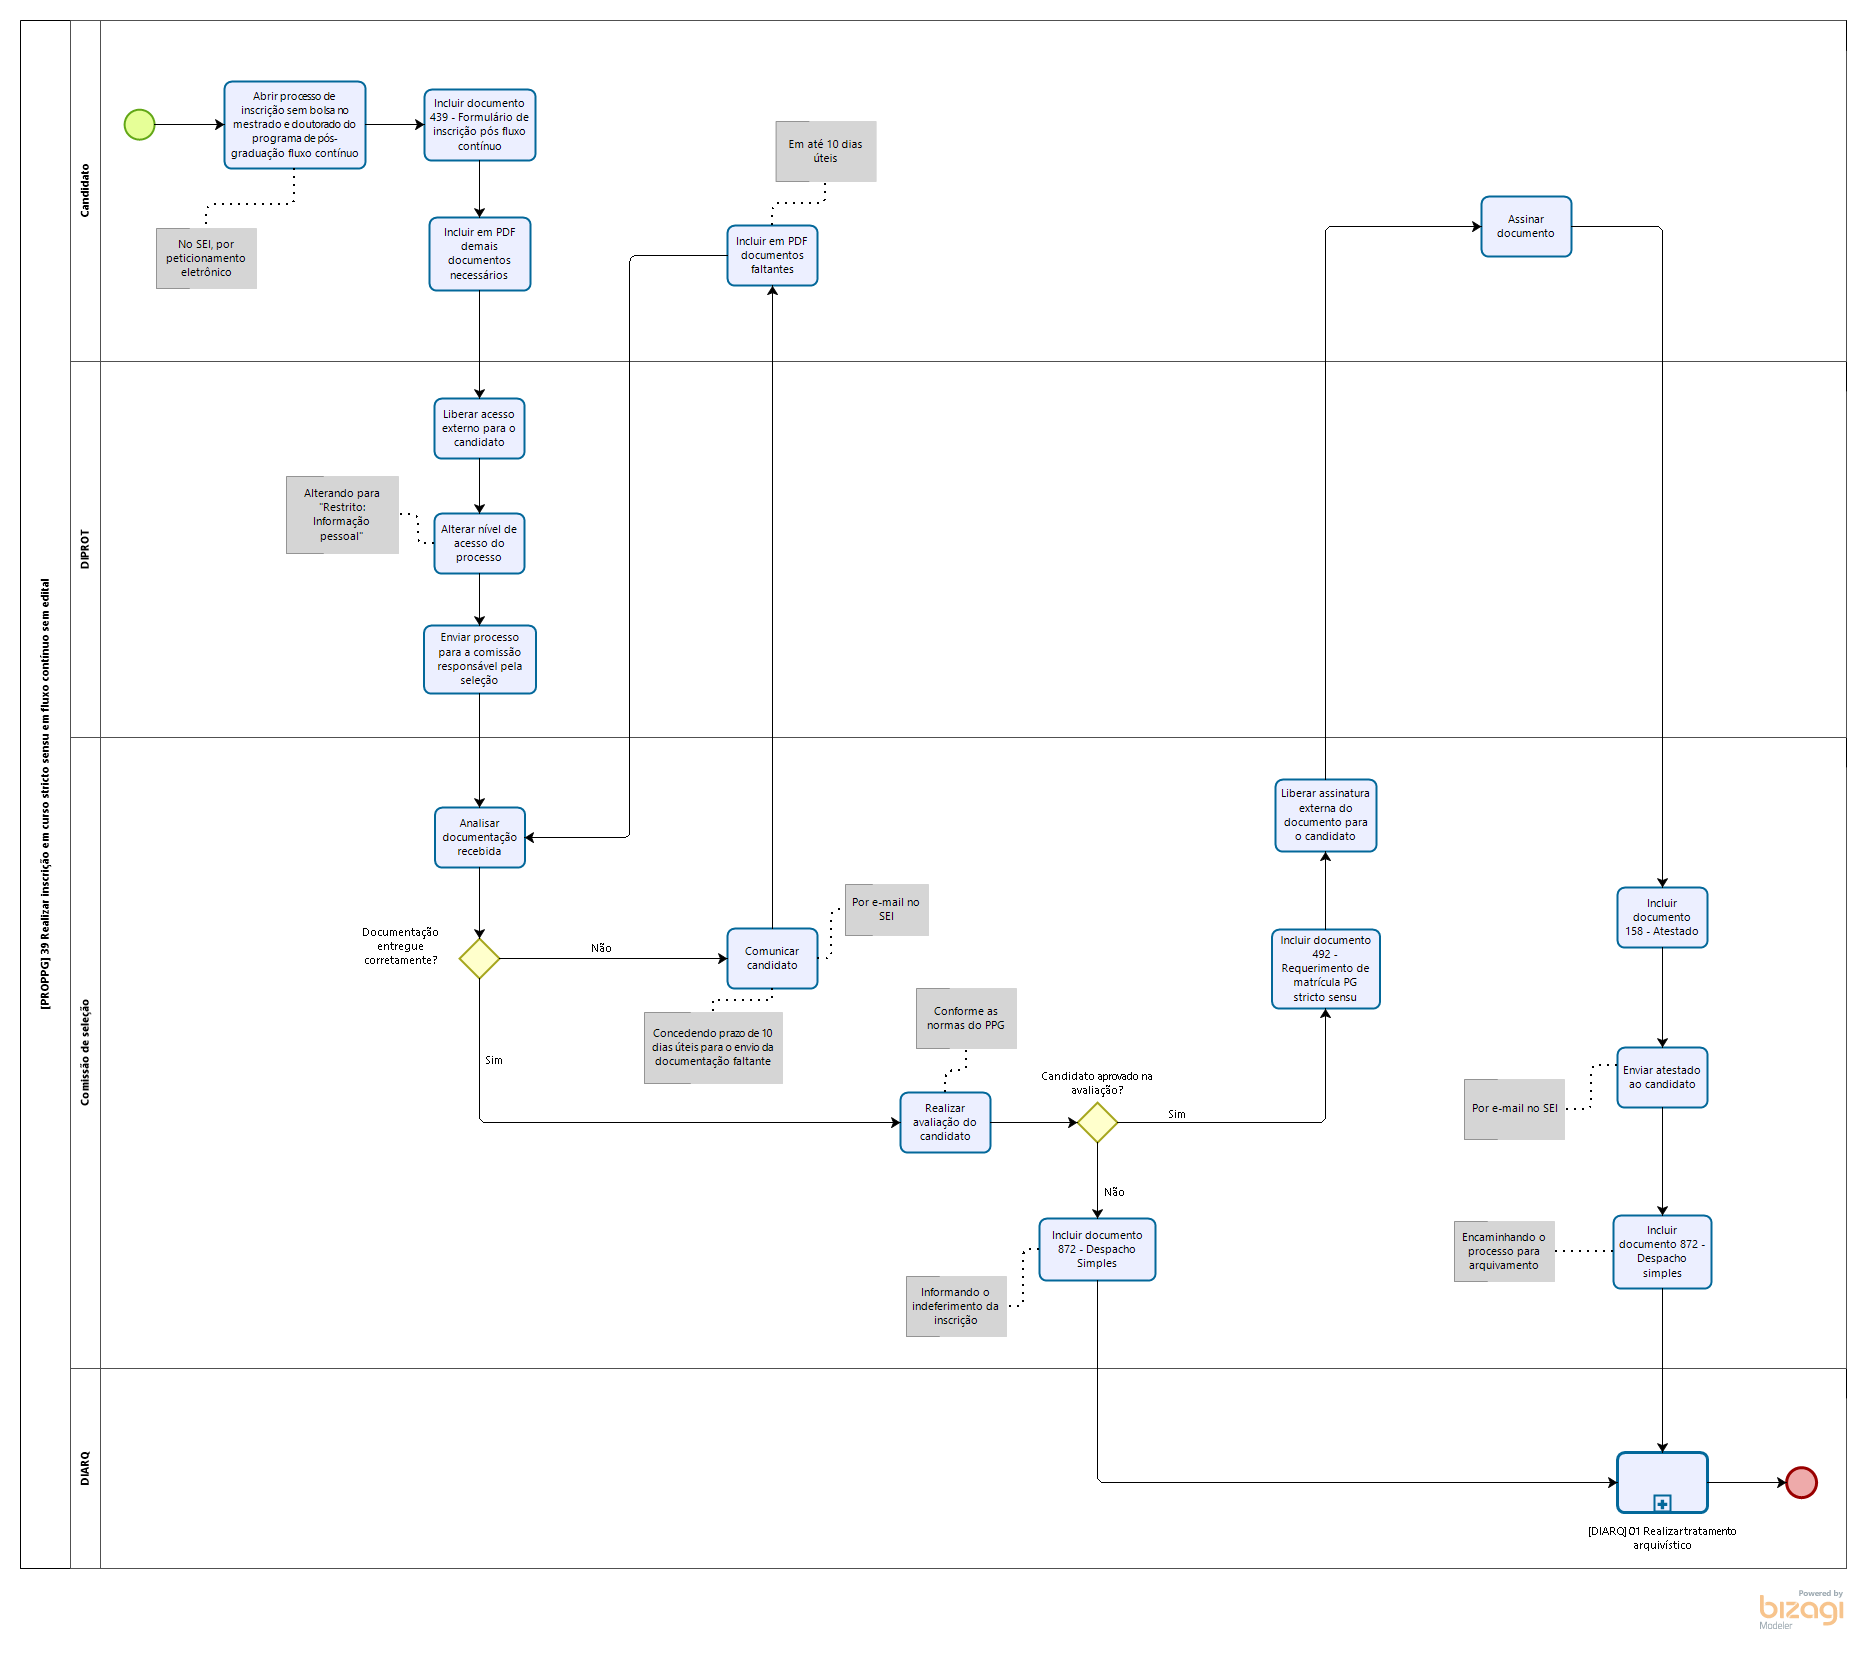 [PROPPG] 39 Realizar inscrição em curso stricto sensu em fluxo contínuo sem edital
Candidato
Abrir processo de
inscrição sem bolsa no
mestrado e doutorado do
programa de pós-
graduação fluxo contínuo
Incluir documento
439 - Formulário de
inscrição pós fluxo
contínuo
No SEI, por
peticionamento
eletrônico
Incluir em PDF
demais
documentos
necessários
Em até 10 dias
úteis
Incluir em PDF
documentos
faltantes
Assinar
documento
DIPROT
Liberar acesso
externo para o
candidato
Alterando para
"Restrito:
Informação
pessoal"
Alterar nível de
acesso do
processo
Enviar processo
para a comissão
responsável pela
seleção
Comissão de seleção
Analisar
documentação
recebida
Documentação
entregue
corretamente?
Não
Sim
Comunicar
candidato
Por e-mail no
SEI
Concedendo prazo de 10
dias úteis para o envio da
documentação faltante
Conforme as
normas do PPG
Realizar
avaliação do
candidato
Candidato aprovado na
avaliação?
Sim
Não
Incluir documento
872 - Despacho
Simples
Informando o
indeferimento da
inscrição
Liberar assinatura
externa do
documento para
o candidato
Incluir documento
492 -
Requerimento de
matrícula PG
stricto sensu
Incluir
documento
158 - Atestado
Enviar atestado
ao candidato
Por e-mail no SEI
Incluir
documento 872 -
Despacho
simples
Encaminhando o
processo para
arquivamento
DIARQ
[DIARQ] 01 Realizar tratamento
arquivístico
Powered by
bizagi
Modeler